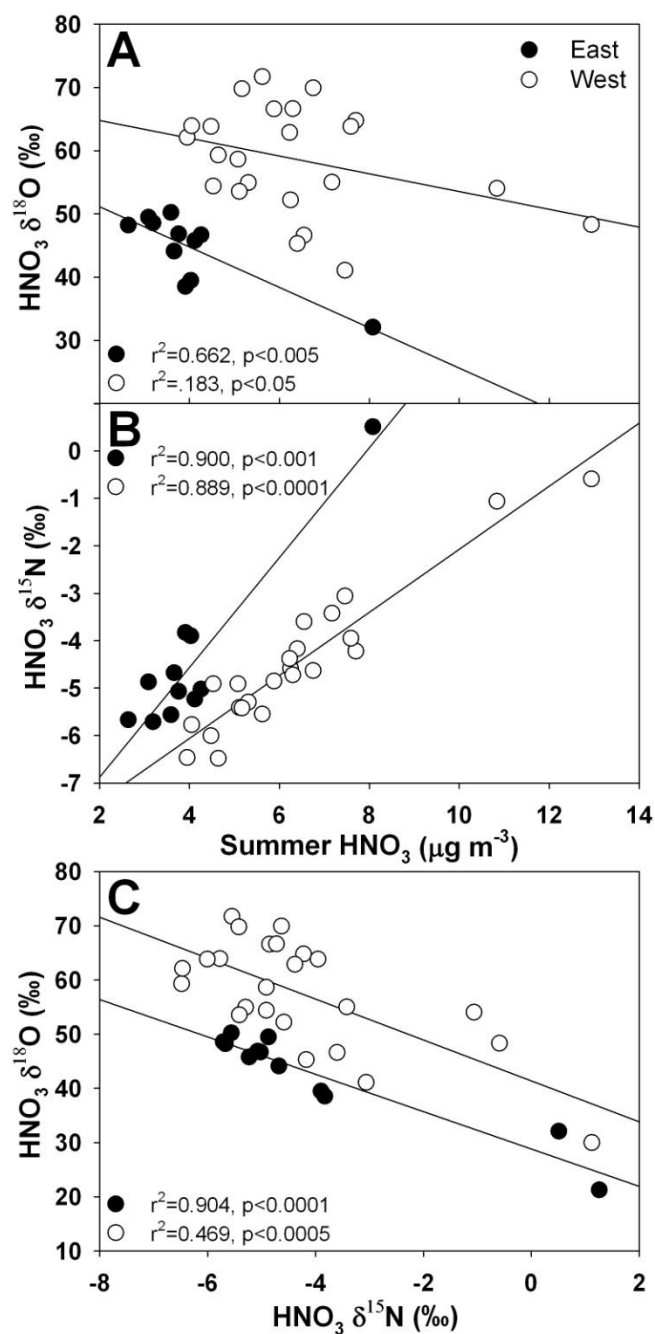 A
East
West
80
70
60
50
40
30
HNO₃ δ¹⁸O (‰)
r²=0.662, p<0.005
r²=.183, p<0.05
B
r²=0.900, p<0.001
r²=0.889, p<0.0001
0
-1
-2
-3
-4
-5
-6
-7
HNO₃ δ¹⁵N (‰)
2 4 6 8 10 12 14
Summer HNO₃ (μg m⁻³)
C
80
70
60
50
40
30
20
10
HNO₃ δ¹⁸O (‰)
r²=0.904, p<0.0001
r²=0.469, p<0.0005
-8 -6 -4 -2 0 2
HNO₃ δ¹⁵N (‰)